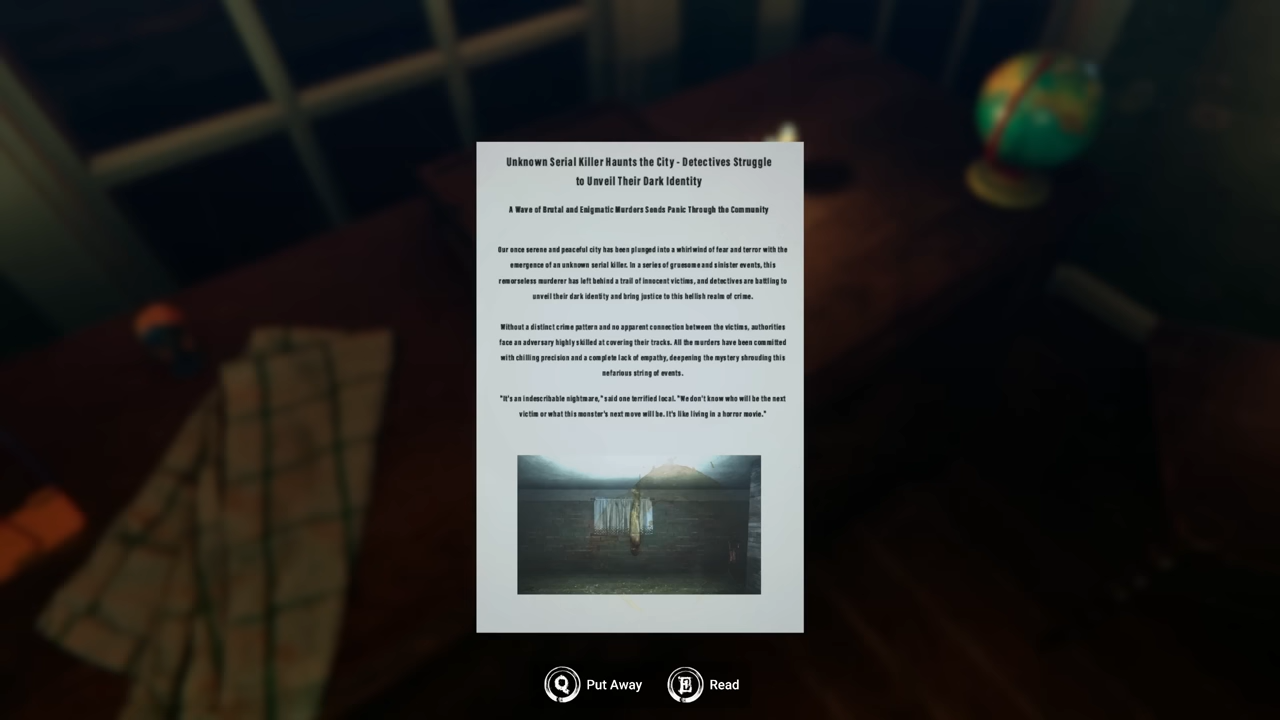 Unknown Serial Killer Haunts the City - Detectives Struggle
to Unveil Their Dark Identity
A Wave of Brutal and Enigmatic Murders Sends Panic Through the Community
Our once serene and peaceful city has been plunged into a whirlwind of fear and terror with the
emergence of an unknown serial killer. In a series of gruesome and sinister events, this
remorseless murderer has left behind a trail of innocent victims, and detectives are battling to
unveil their dark identity and bring justice to this hellish realm of crime.
Without a distinct crime pattern and no apparent connection between the victims, authorities
face an adversary highly skilled at covering their tracks. All the murders have been committed
with chilling precision and a complete lack of empathy, deepening the mystery shrouding this
nefarious string of events.
"It's an indescribable nightmare," said one terrified local. "We don't know who will be the next
victim or what this monster's next move will be. It's like living in a horror movie."
Q Put Away E Read